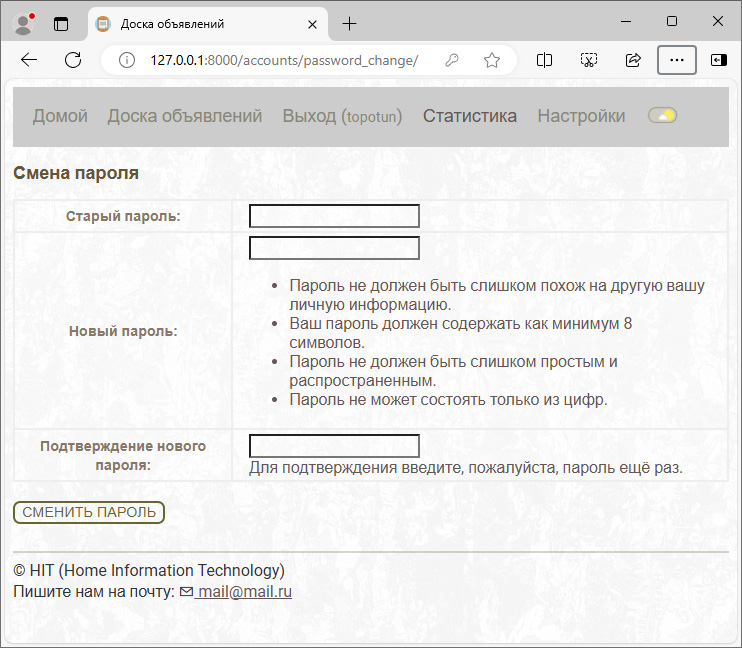 Доска объявлений
127.0.0.1:8000/accounts/password_change/
Домой Доска объявлений Выход (topotun) Статистика Настройки
Смена пароля
Старый пароль:
Новый пароль:
Пароль не должен быть слишком похож на другую вашу
личную информацию.
Ваш пароль должен содержать как минимум 8
символов.
Пароль не должен быть слишком простым и
распространенным.
Пароль не может состоять только из цифр.
Подтверждение нового
пароля:
Для подтверждения введите, пожалуйста, пароль ещё раз.
СМЕНИТЬ ПАРОЛЬ
© HIT (Home Information Technology)
Пишите нам на почту: mail@mail.ru